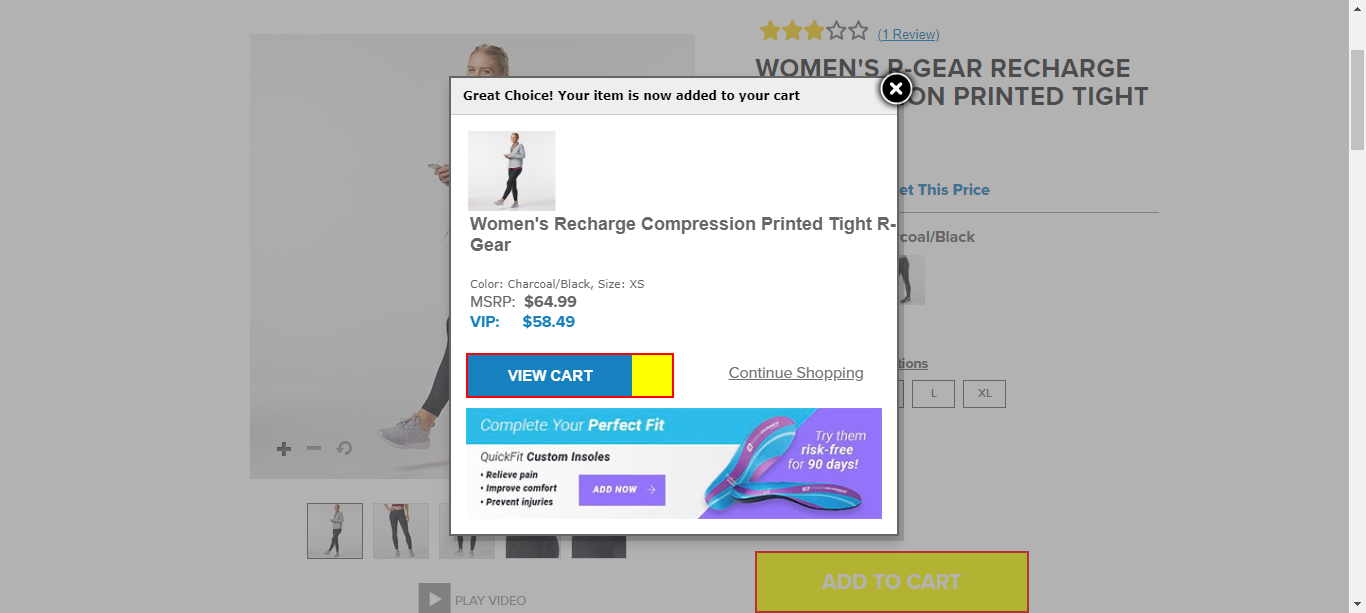 (1 Review)
WOMEN'S R-GEAR RECHARGE
ON PRINTED TIGHT
Great Choice! Your item is now added to your cart
et This Price
Women's Recharge Compression Printed Tight R-
Gear
coal/Black
Color: Charcoal/Black, Size: XS
MSRP: $64.99
VIP: $58.49
VIEW CART
Continue Shopping
tions
L
XL
Complete Your Perfect Fit
QuickFit Custom Insoles
• Relieve pain
• Improve comfort
• Prevent injuries
ADD NOW
Try them
risk-free
for 90 days!
ADD TO CART
PLAY VIDEO